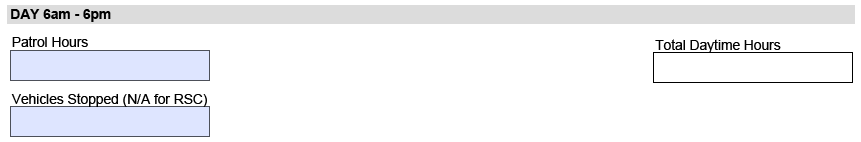 DAY 6am - 6pm
Patrol Hours
Total Daytime Hours
Vehicles Stopped (N/A for RSC)